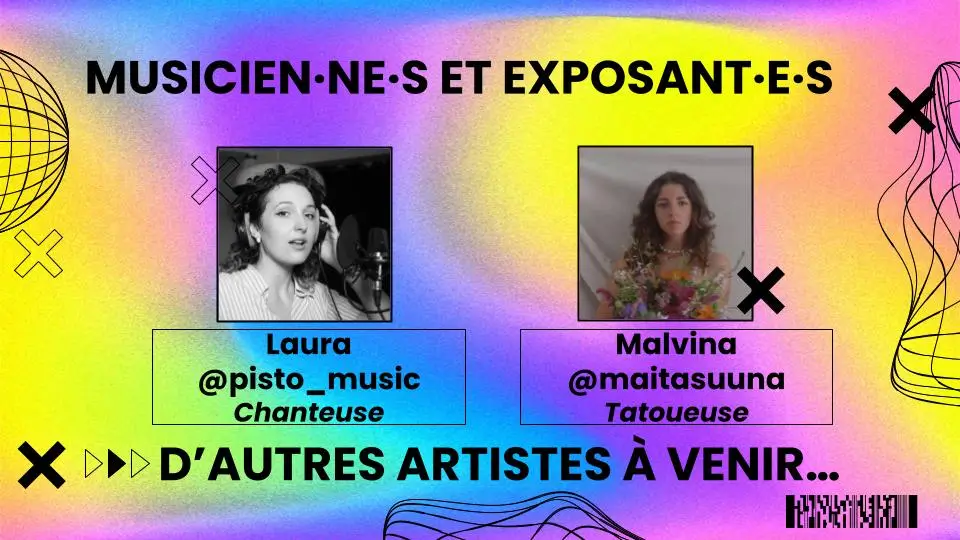 MUSICIEN·NE·S ET EXPOSANT·E·S
Laura
@pisto_music
Chanteuse
Malvina
@maitasuuna
Tatoueuse
D’AUTRES ARTISTES À VENIR...